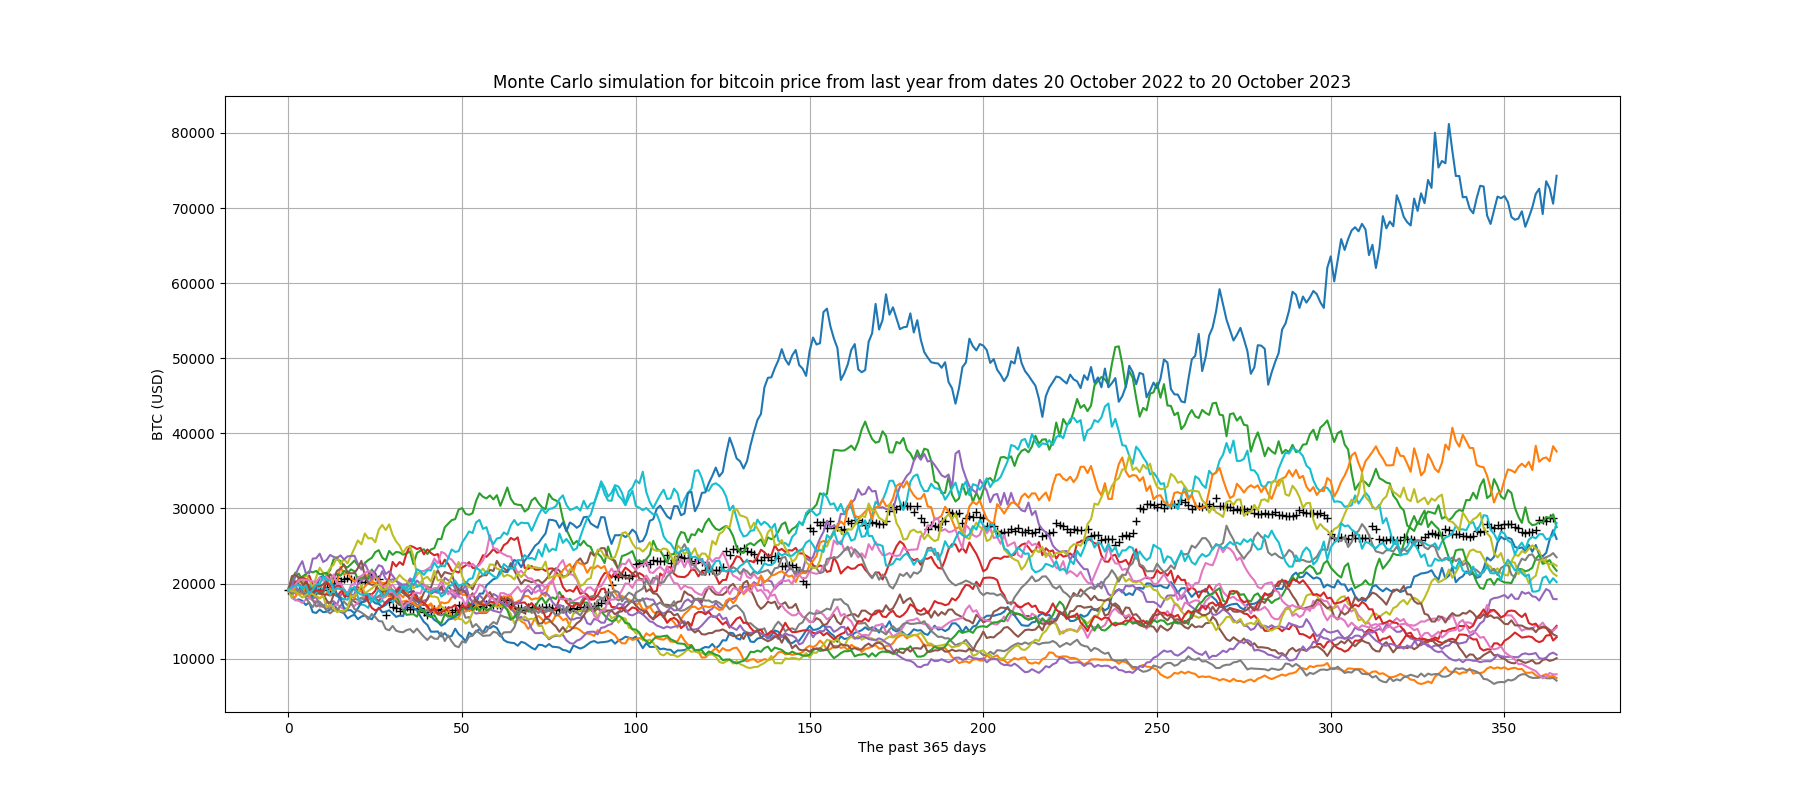 Monte Carlo simulation for bitcoin price from last year from dates 20 October 2022 to 20 October 2023
80000
70000
60000
50000
40000
30000
20000
10000
BTC (USD)
0 50 100 150 200 250 300 350
The past 365 days